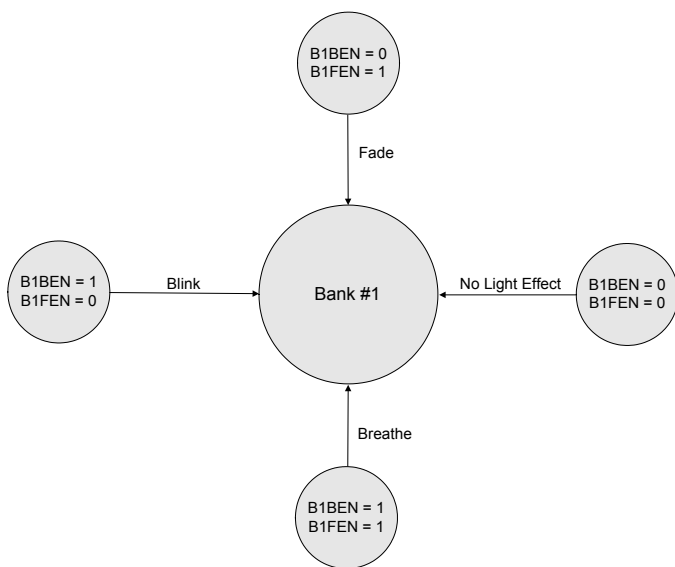 B1BEN = 0
B1FEN = 1
Fade
B1BEN = 1
B1FEN = 0
Blink
Bank #1
No Light Effect
B1BEN = 0
B1FEN = 0
Breathe
B1BEN = 1
B1FEN = 1